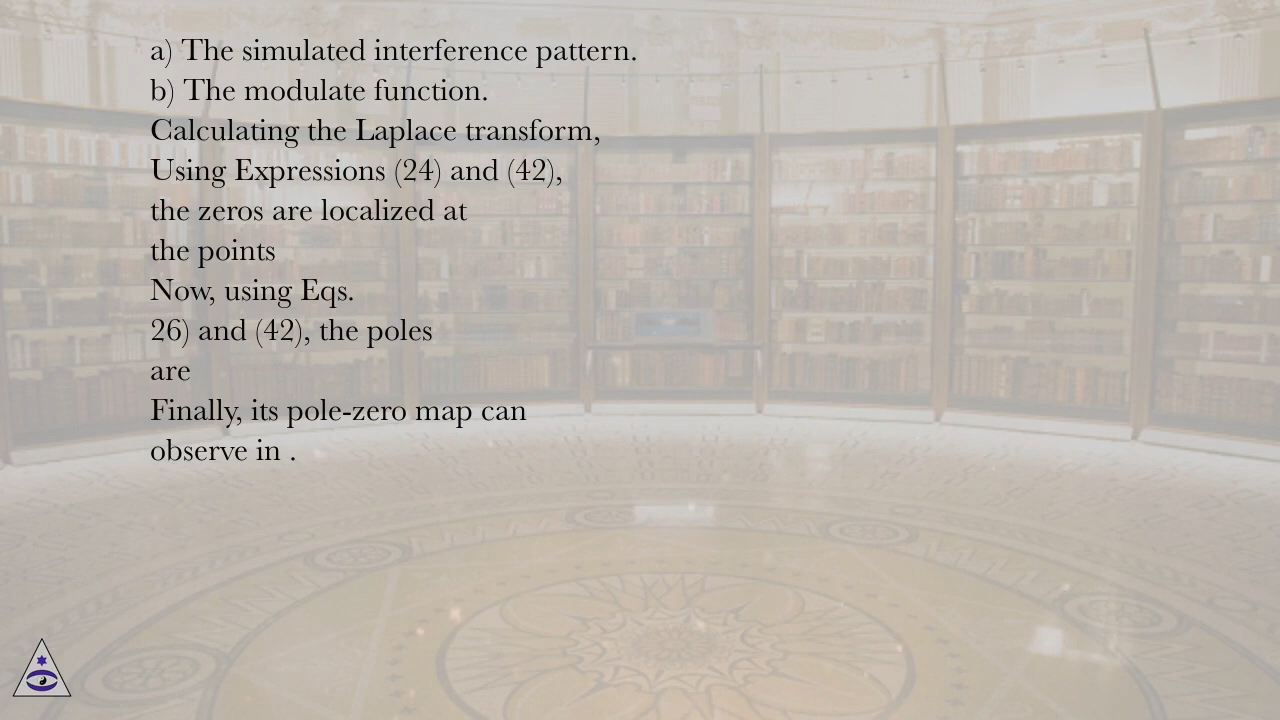 a) The simulated interference pattern.
b) The modulate function.
Calculating the Laplace transform,
Using Expressions (24) and (42),
the zeros are localized at
the points
Now, using Eqs.
26) and (42), the poles
are
Finally, its pole-zero map can
observe in .